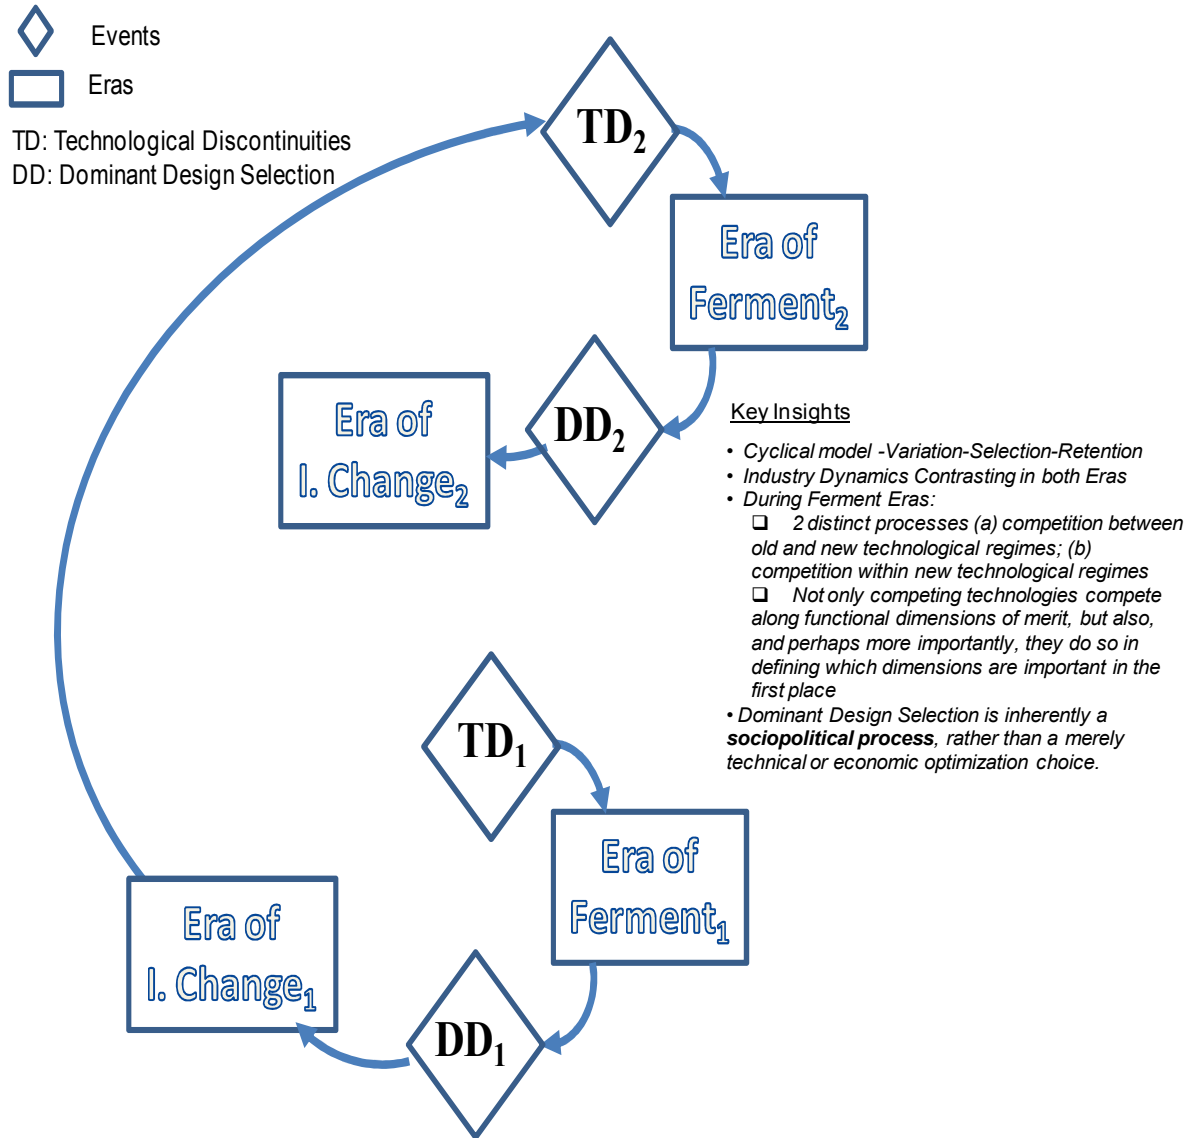 Events
Eras
TD: Technological Discontinuities
DD: Dominant Design Selection
TD2
Era of
Ferment2
DD2
Era of
I. Change2
Key Insights
• Cyclical model -Variation-Selection-Retention
• Industry Dynamics Contrasting in both Eras
• During Ferment Eras:
❑ 2 distinct processes (a) competition between
old and new technological regimes; (b)
competition within new technological regimes
❑ Not only competing technologies compete
along functional dimensions of merit, but also,
and perhaps more importantly, they do so in
defining which dimensions are important in the
first place
• Dominant Design Selection is inherently a
sociopolitical process, rather than a merely
technical or economic optimization choice.
TD1
Era of
Ferment1
Era of
I. Change1
DD1